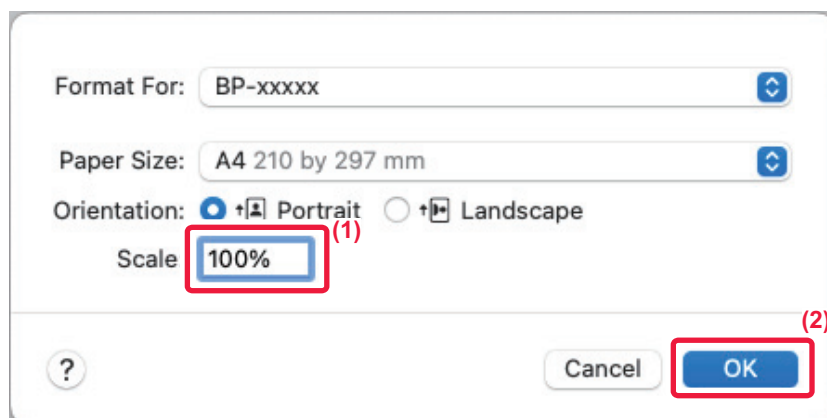 Format For: BP-xxxxx
Paper Size: A4 210 by 297 mm
Orientation: Portrait Landscape
(1)
Scale 100%
(2)
? Cancel OK